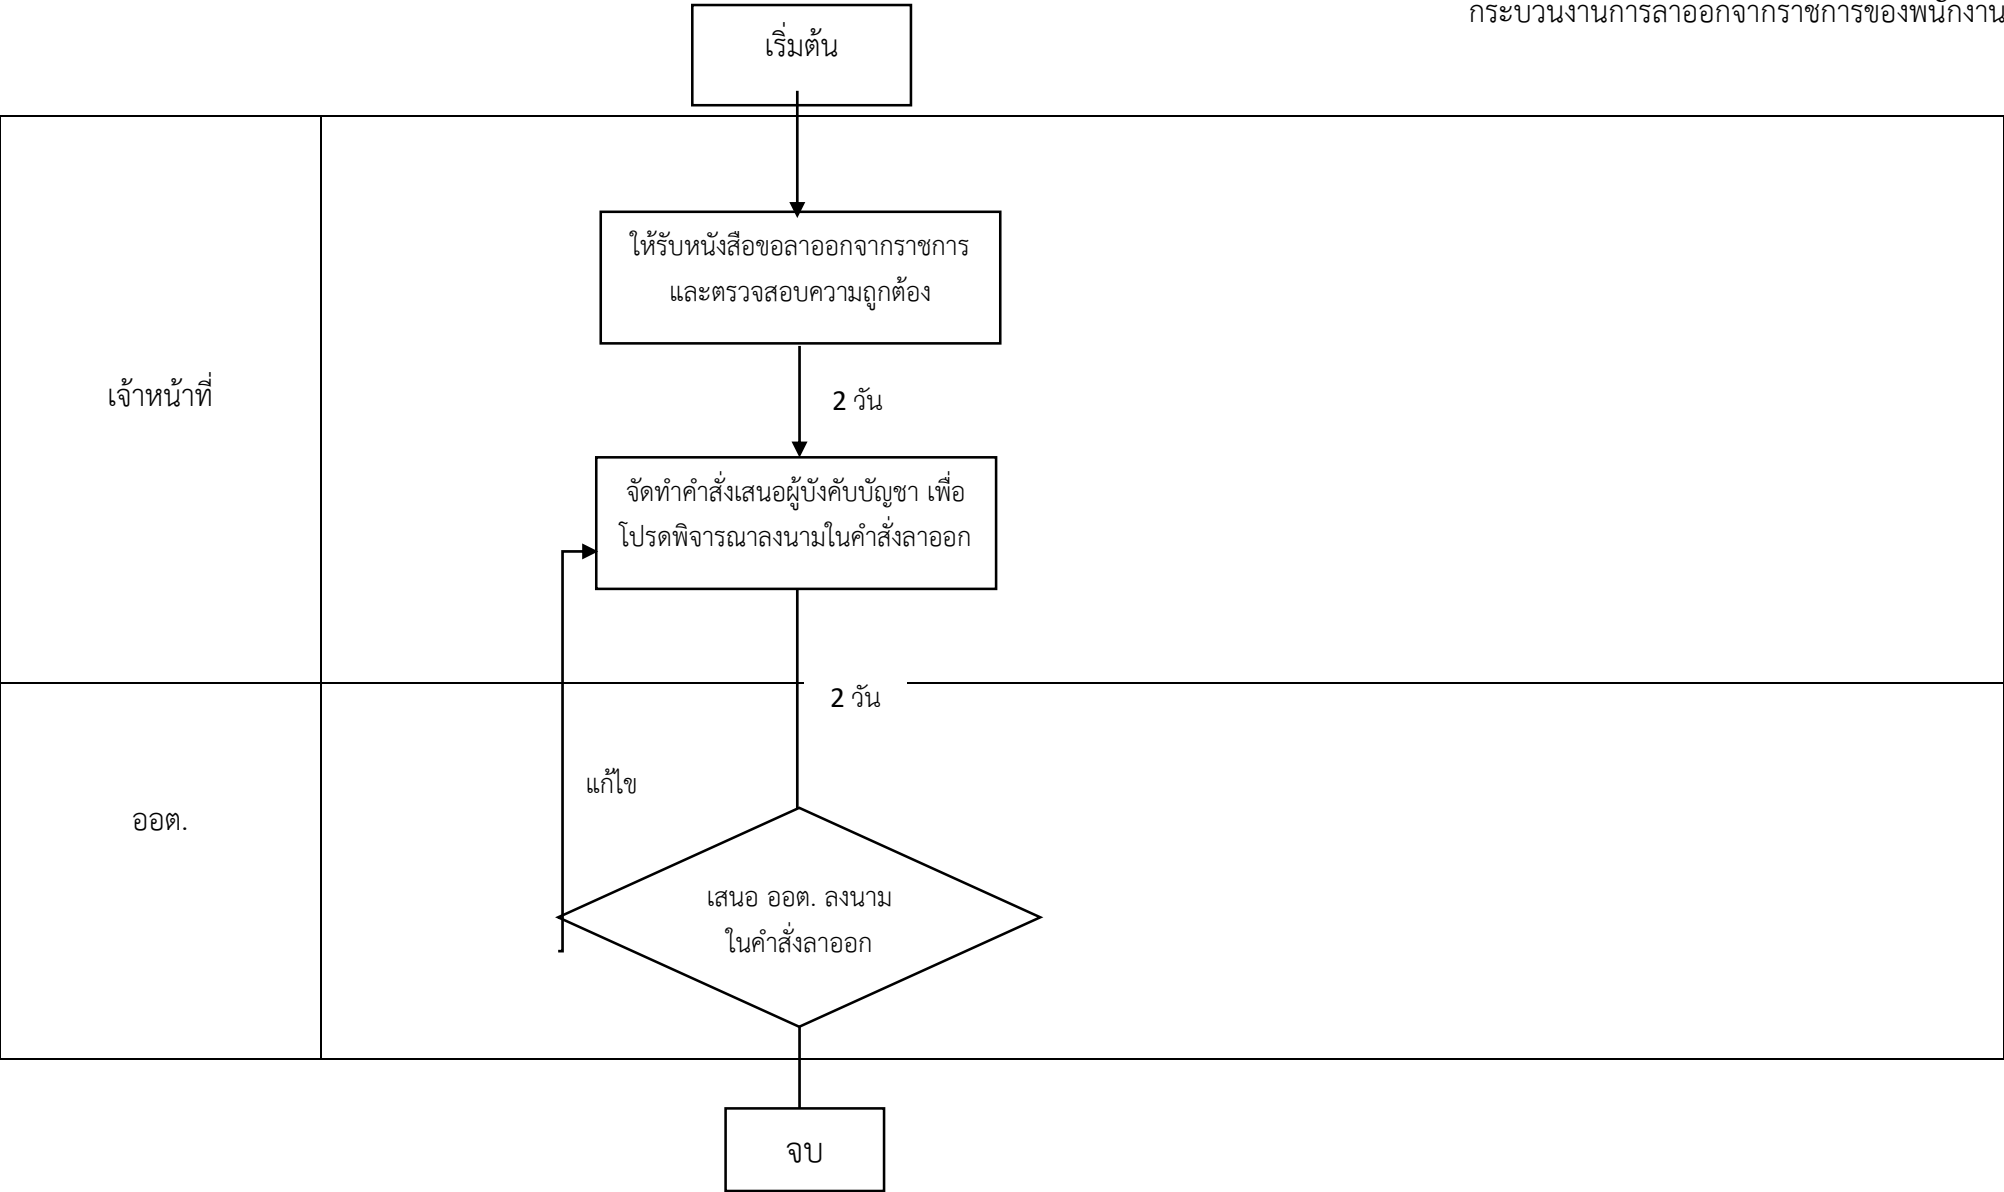 กระบวนงานการลาออกจากราชการของพนักงาน
เริ่มต้น
ให้รับหนังสือขอลาออกจากราชการ
และตรวจสอบความถูกต้อง
เจ้าหน้าที่
2 วัน
จัดทำคำสั่งเสนอผู้บังคับบัญชา เพื่อ
โปรดพิจารณาลงนามในคำสั่งลาออก
2 วัน
แก้ไข
ออต.
เสนอ ออต. ลงนาม
ในคำสั่งลาออก
จบ